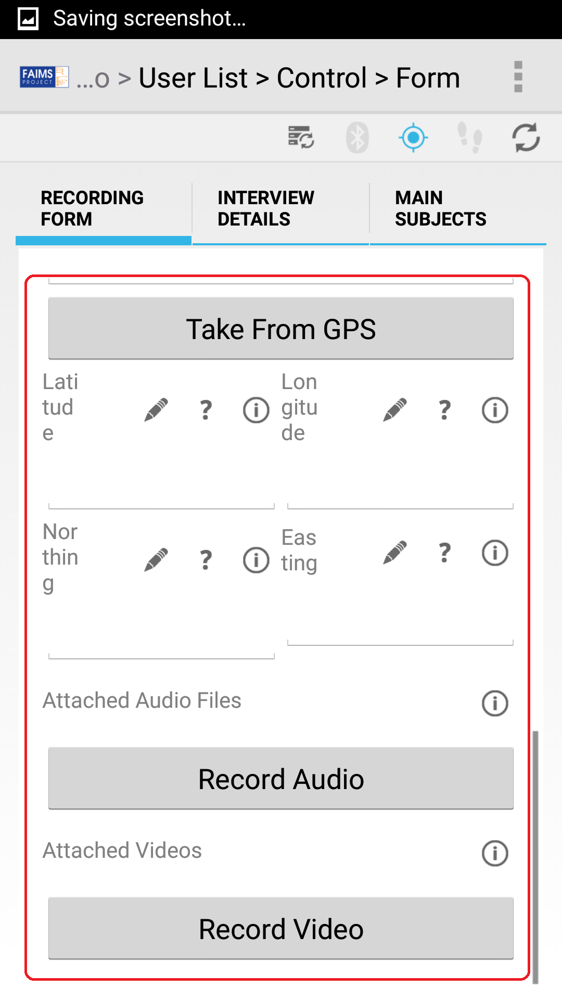 Saving screenshot...
FAIMS
PROJECT
...o > User List > Control > Form
RECORDING
FORM
INTERVIEW
DETAILS
MAIN
SUBJECTS
Take From GPS
Lati
tud
e
?
Lon
gitu
de
?
Nor
thin
g
?
Eas
ting
?
Attached Audio Files
Record Audio
Attached Videos
Record Video